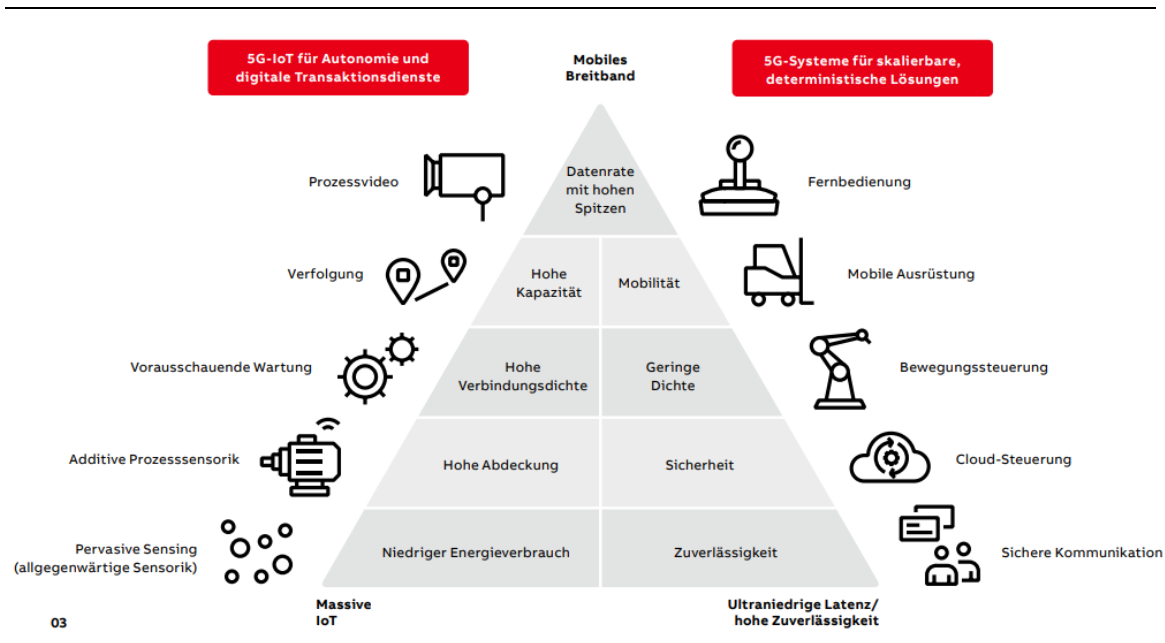 5G-IoT für Autonomie und
digitale Transaktionsdienste
Mobiles
Breitband
5G-Systeme für skalierbare,
deterministische Lösungen
Prozessvideo
Datenrate
mit hohen
Spitzen
Fernbedienung
Verfolgung
Hohe
Kapazität
Mobilität
Mobile Ausrüstung
Vorausschauende Wartung
Hohe
Verbindungsdichte
Geringe
Dichte
Bewegungssteuerung
Additive Prozesssensorik
Hohe Abdeckung
Sicherheit
Cloud-Steuerung
Pervasive Sensing
(allgegenwärtige Sensorik)
Niedriger Energieverbrauch
Zuverlässigkeit
Sichere Kommunikation
Massive
IoT
Ultraniedrige Latenz/
hohe Zuverlässigkeit
03